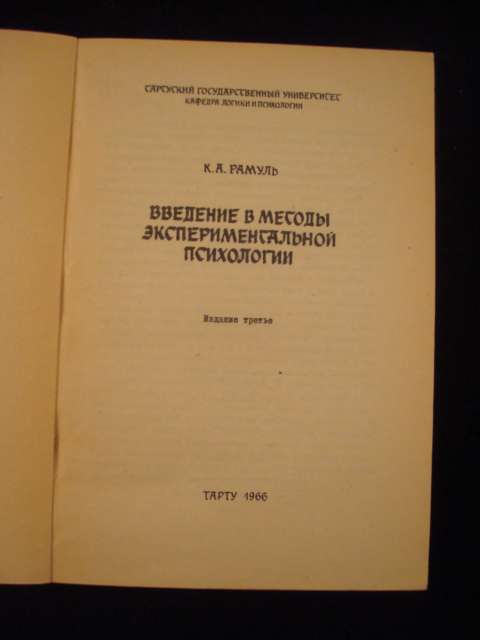 ТАРТУСКИЙ ГОСУДАРСТВЕННЫЙ УНИВЕРСИТЕТ
КАФЕДРА ЛОГИКИ И ПСИХОЛОГИИ
К. А. РАМУЛЬ
ВВЕДЕНИЕ В МЕТОДЫ
ЭКСПЕРИМЕНТАЛЬНОЙ
ПСИХОЛОГИИ
Издание третье
ТАРТУ 1966